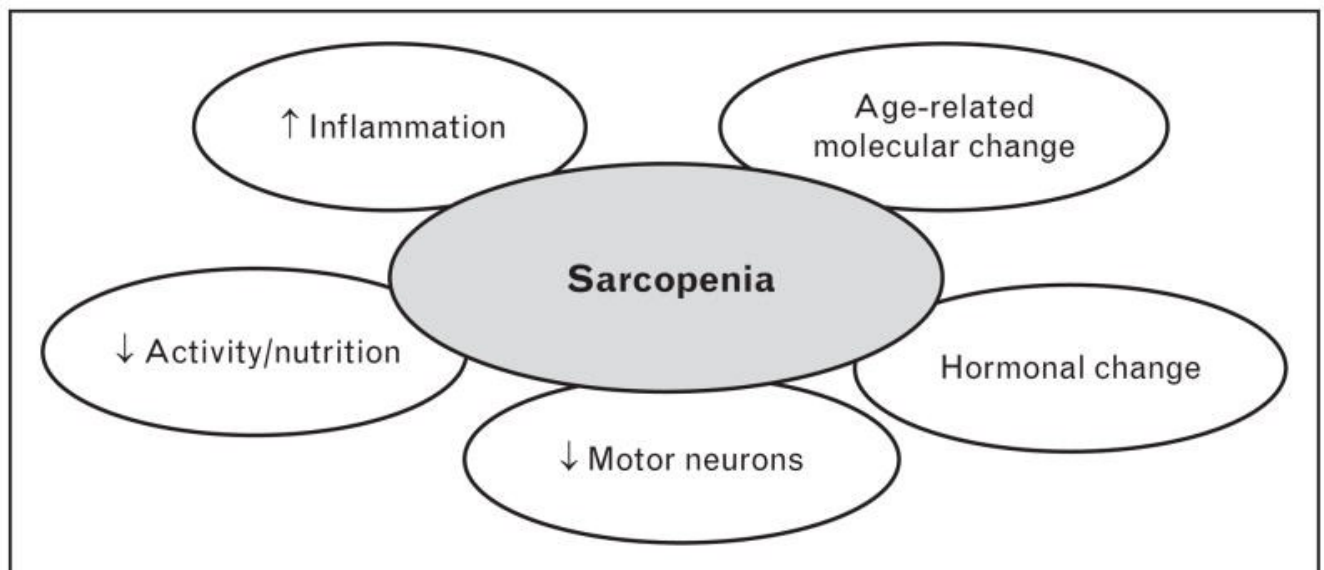 ↑ Inflammation
Age-related
molecular change
Sarcopenia
↓ Activity/nutrition
Hormonal change
↓ Motor neurons